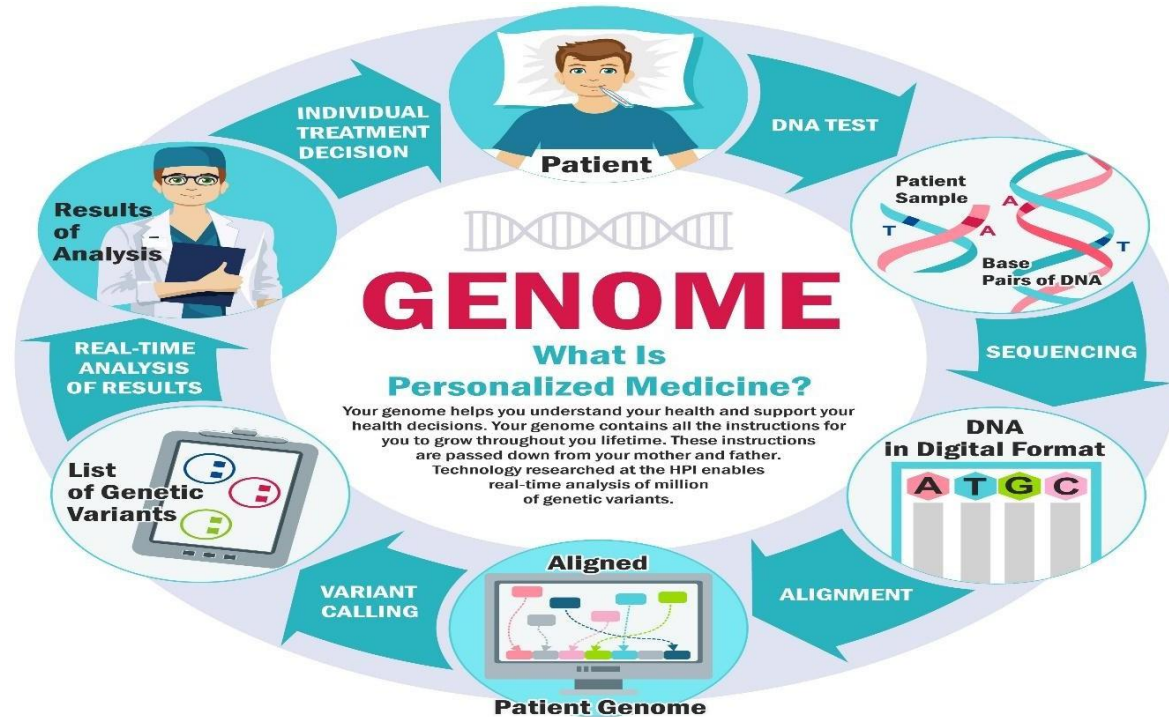 Patient
DNA TEST
Patient
Sample
A
T
A
T
Base
Pairs of DNA
SEQUENCING
DNA
in Digital Format
A T G C
ALIGNMENT
Aligned
Patient Genome
VARIANT
CALLING
List
of Genetic
Variants
REAL-TIME
ANALYSIS
OF RESULTS
Results
of
Analysis
INDIVIDUAL
TREATMENT
DECISION
GENOME
What Is
Personalized Medicine?
Your genome helps you understand your health and support your
health decisions. Your genome contains all the instructions for
you to grow throughout you lifetime. These instructions
are passed down from your mother and father.
Technology researched at the HPI enables
real-time analysis of million
of genetic variants.